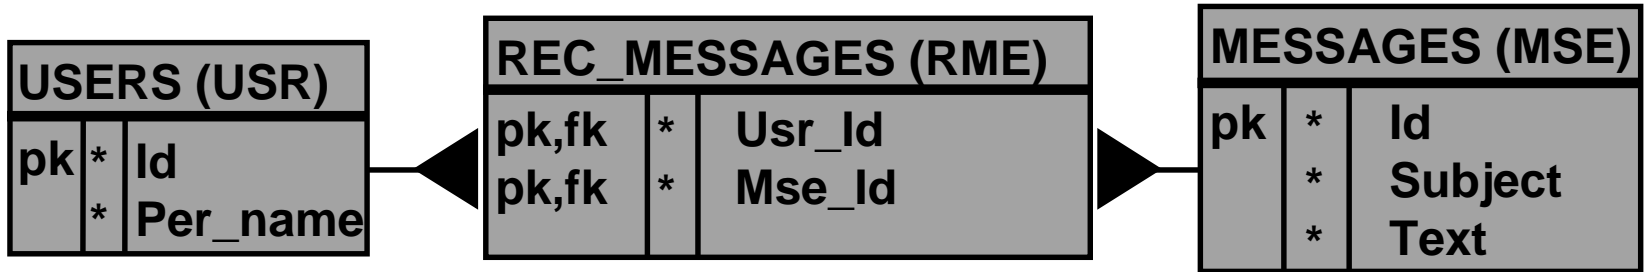 USERS (USR)
pk * Id
* Per_name
REC_MESSAGES (RME)
pk,fk * Usr_Id
pk,fk * Mse_Id
MESSAGES (MSE)
pk * Id
* Subject
* Text